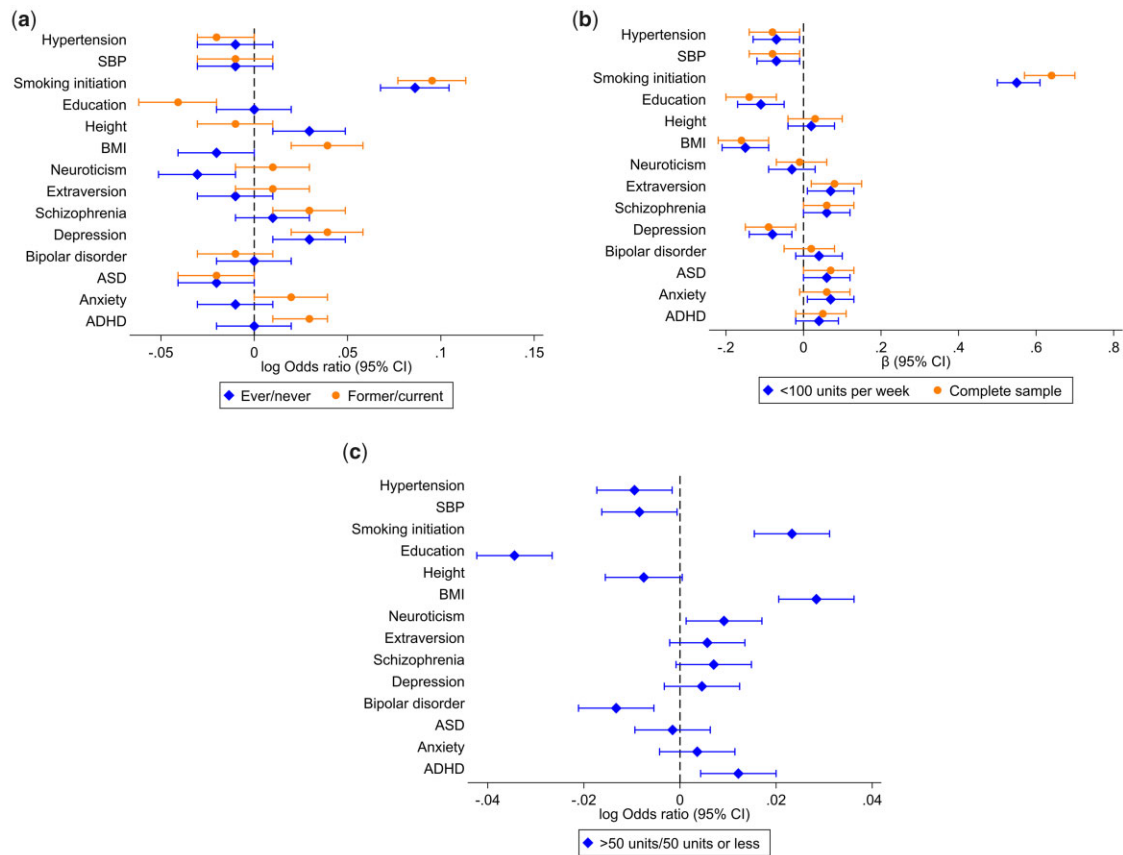 (a)
Hypertension
SBP
Smoking initiation
Education
Height
BMI
Neuroticism
Extraversion
Schizophrenia
Depression
Bipolar disorder
ASD
Anxiety
ADHD
-.05 0 .05 .1 .15
log Odds ratio (95% CI)
Ever/never Former/current
(b)
Hypertension
SBP
Smoking initiation
Education
Height
BMI
Neuroticism
Extraversion
Schizophrenia
Depression
Bipolar disorder
ASD
Anxiety
ADHD
-.2 0 .2 .4 .6 .8
β (95% CI)
<100 units per week Complete sample
(c)
Hypertension
SBP
Smoking initiation
Education
Height
BMI
Neuroticism
Extraversion
Schizophrenia
Depression
Bipolar disorder
ASD
Anxiety
ADHD
-.04 -.02 0 .02 .04
log Odds ratio (95% CI)
>50 units/50 units or less